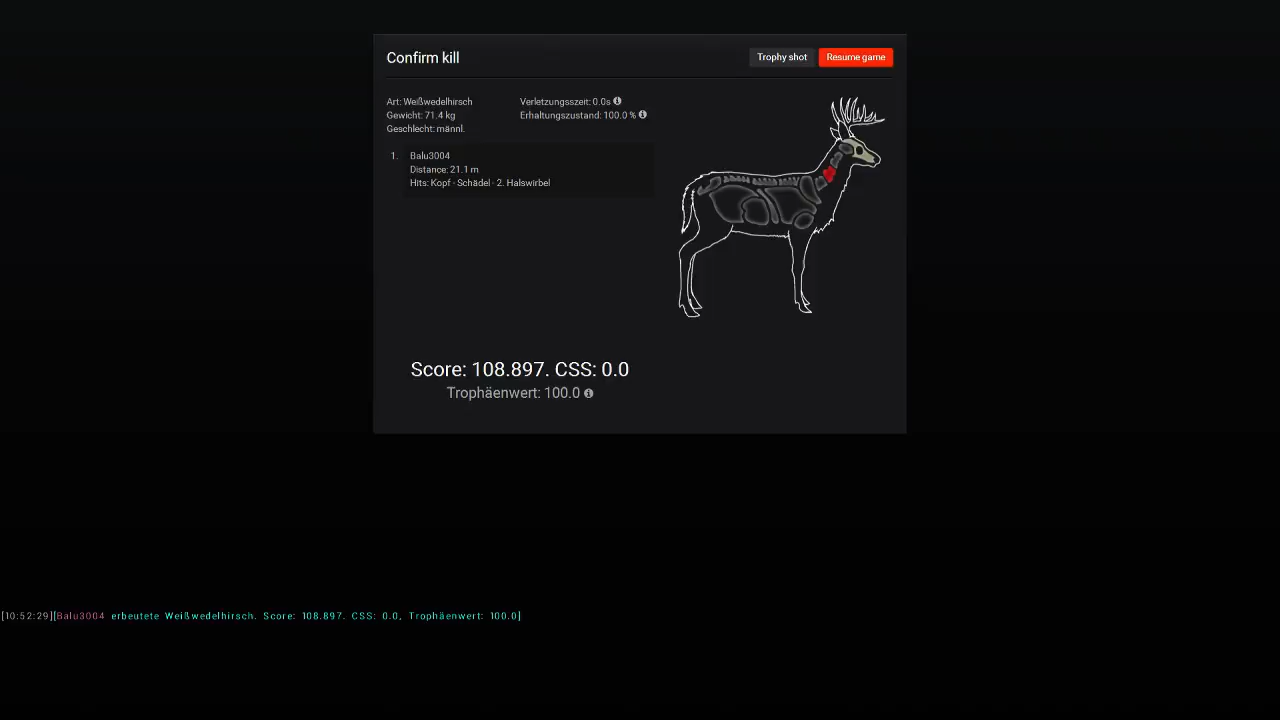 Confirm kill
Trophy shot
Resume game
Art: Weißwedelhirsch
Verletzungsszeit: 0.0s
Gewicht: 71.4 kg
Erhaltungszustand: 100.0 %
Geschlecht: männl.
1. Balu3004
Distance: 21.1 m
Hits: Kopf - Schädel - 2. Halswirbel
Score: 108.897. CSS: 0.0
Trophäenwert: 100.0
[10:52:29][Balu3004 erbeutete Weißwedelhirsch. Score: 108.897. CSS: 0.0, Trophäenwert: 100.0]